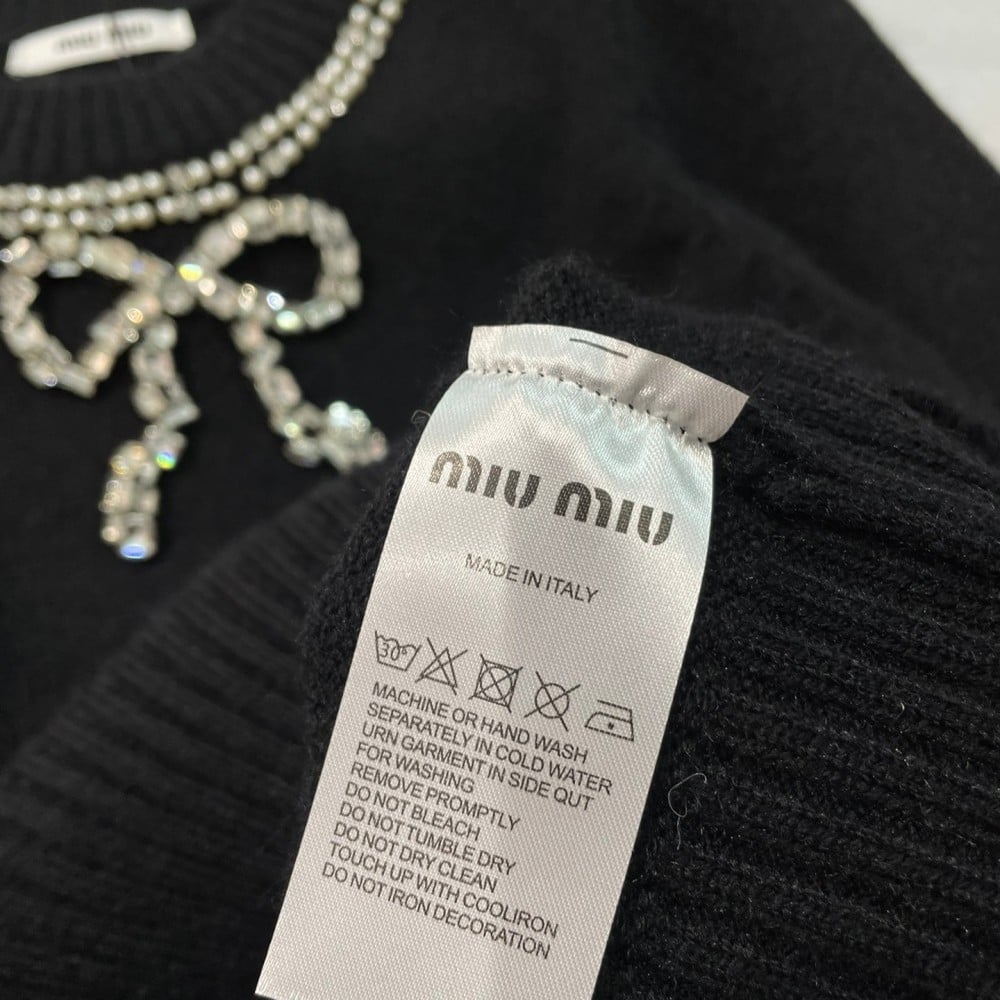 miu miu
miu miu
MADE IN ITALY
30
MACHINE OR HAND WASH
SEPARATELY IN COLD WATER
URN GARMENT IN SIDE QUT
FOR WASHING
REMOVE PROMPTLY
DO NOT BLEACH
DO NOT TUMBLE DRY
DO NOT DRY CLEAN
TOUCH UP WITH COOLIRON
DO NOT IRON DECORATION